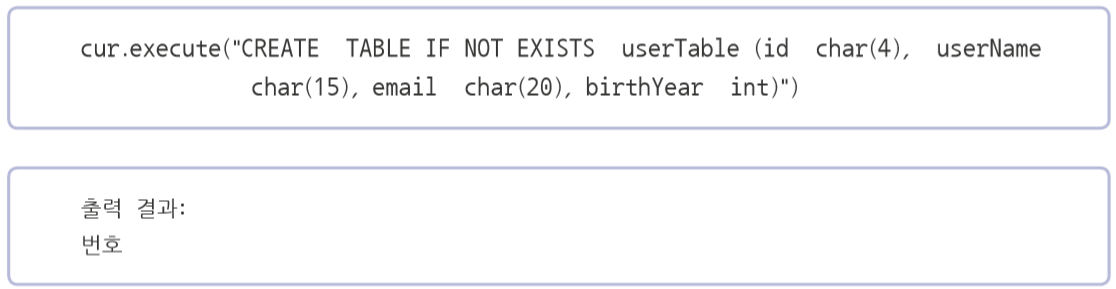 cur.execute("CREATE  TABLE IF NOT EXISTS  userTable (id  char(4),  userName
char(15), email  char(20), birthYear  int)")
출력 결과:
번호